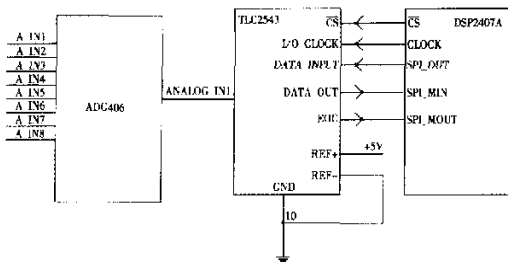 TLC2543
CS
CS
DSP2407A
I/O CLOCK
CLOCK
DATA INPUT
SPI_OUT
DATA OUT
SPI_MIN
EOC
SPI_MOUT
REF+
+5V
REF-
GND
10
A IN1
A IN2
A IN3
A IN4
A IN5
A IN6
A IN7
A IN8
ADG406
ANALOG IN1